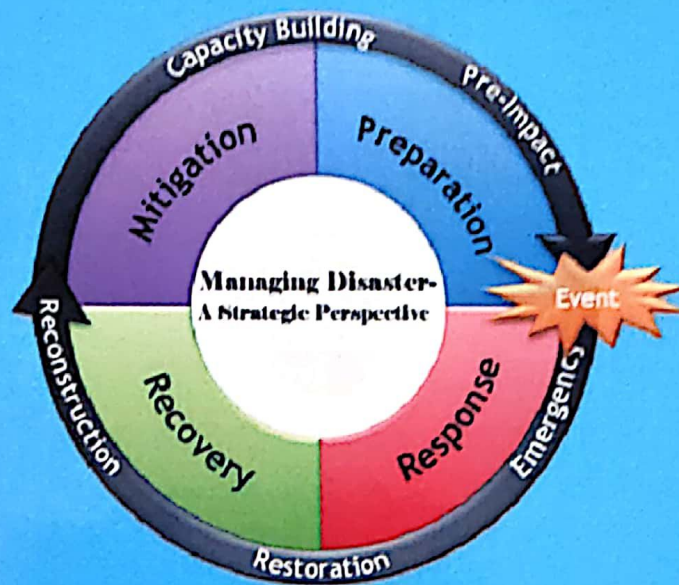 Capacity Building
Pre-Impact
Mitigation
Preparation
Managing Disaster-
A Strategic Perspective
Event
Reconstruction
Recovery
Response
Emergency
Restoration